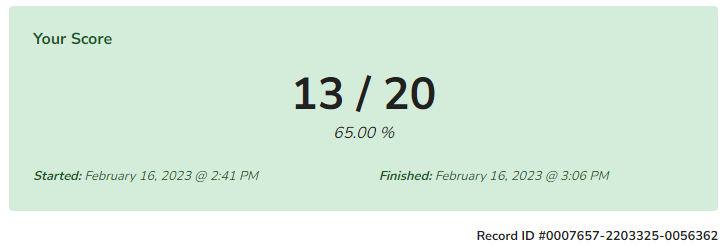 Your Score
13 / 20
65.00 %
Started: February 16, 2023 @ 2:41 PM Finished: February 16, 2023 @ 3:06 PM
Record ID #0007657-2203325-0056362